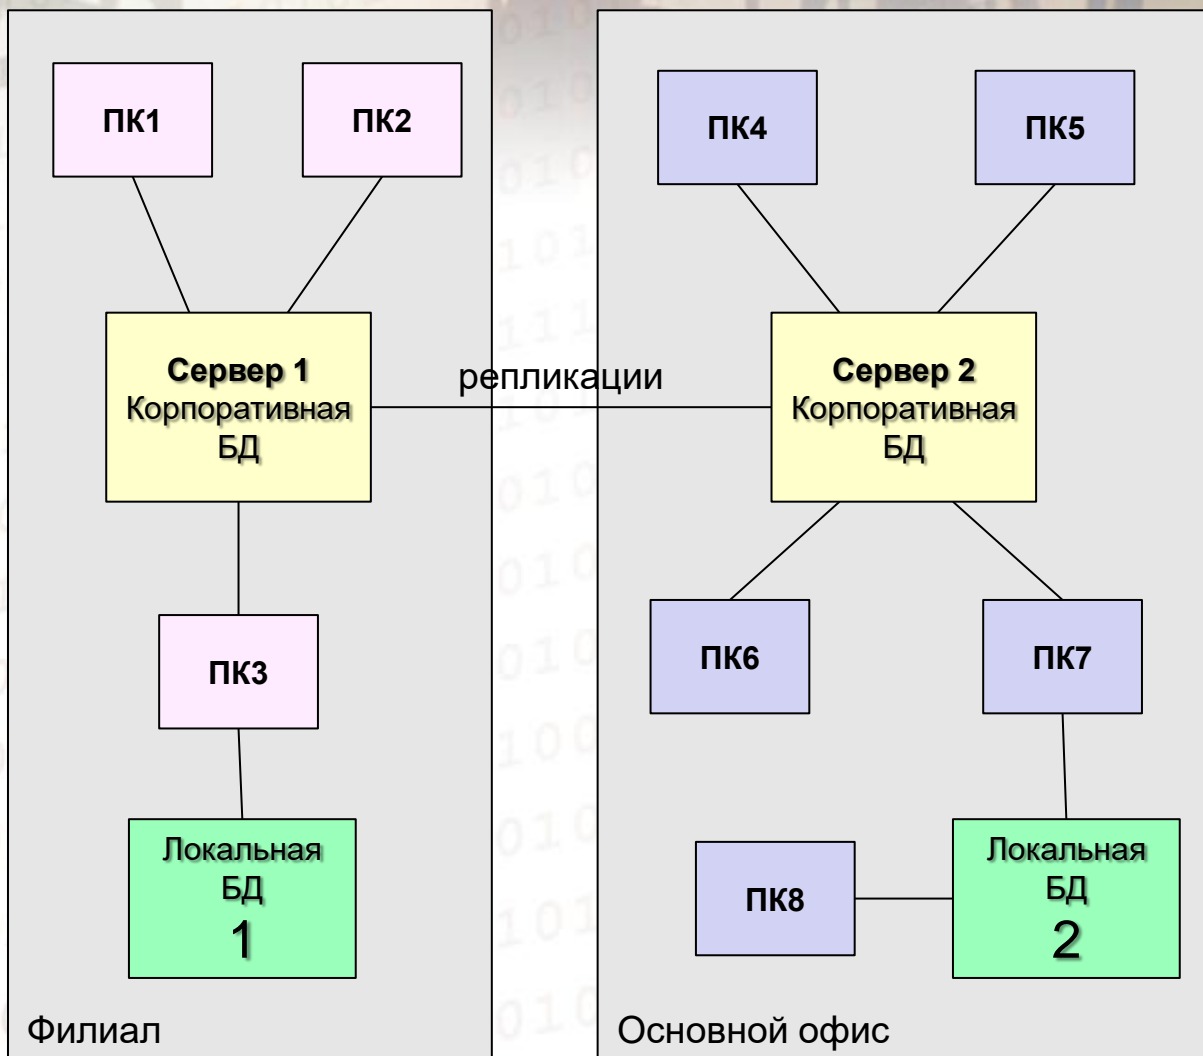 ПК1
ПК2
Сервер 1
Корпоративная
БД
ПК3
Локальная
БД
1
Филиал
репликации
ПК4
ПК5
Сервер 2
Корпоративная
БД
ПК6
ПК7
ПК8
Локальная
БД
2
Основной офис